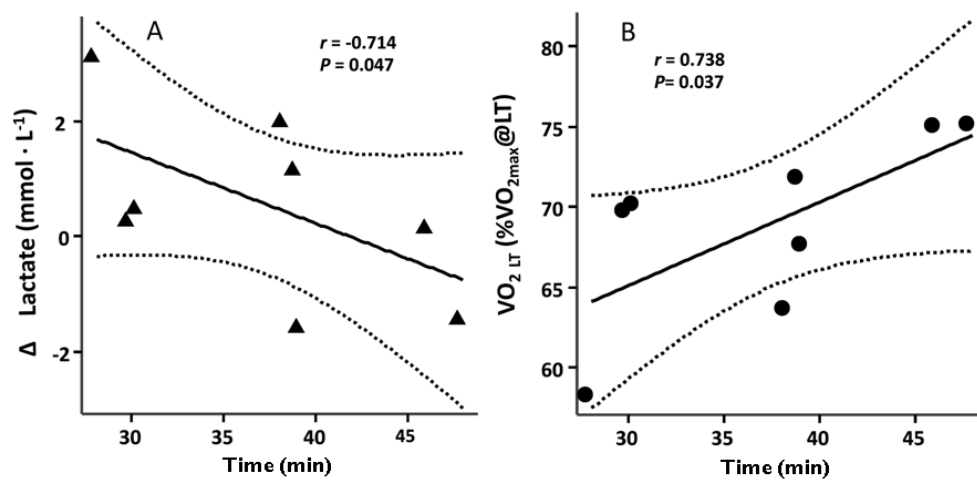 A
r = -0.714
P = 0.047
Δ Lactate (mmol · L⁻¹)
2
0
-2
30 35 40 45
Time (min)
B
r = 0.738
P= 0.037
VO₂ LT (%VO₂max@LT)
80
75
70
65
60
30 35 40 45
Time (min)